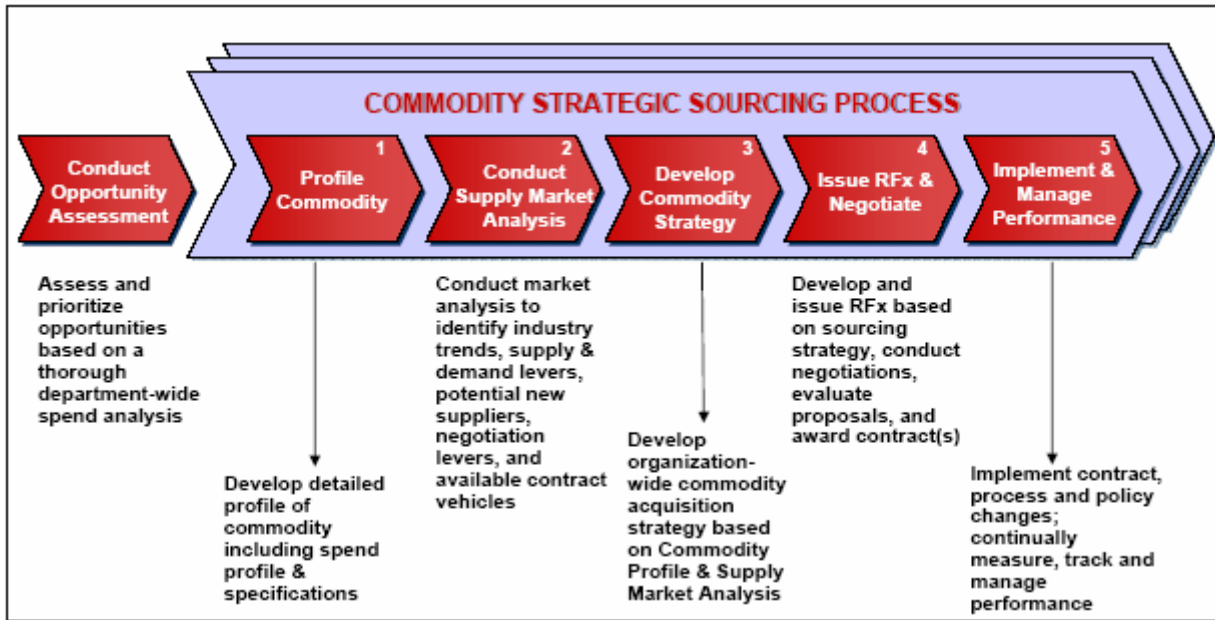 COMMODITY STRATEGIC SOURCING PROCESS
Conduct
Opportunity
Assessment
1
Profile
Commodity
2
Conduct
Supply Market
Analysis
3
Develop
Commodity
Strategy
4
Issue RFx &
Negotiate
5
Implement &
Manage
Performance
Assess and
prioritize
opportunities
based on a
thorough
department-wide
spend analysis
Develop detailed
profile of
commodity
including spend
profile &
specifications
Conduct market
analysis to
identify industry
trends, supply &
demand levers,
potential new
suppliers,
negotiation
levers, and
available contract
vehicles
Develop
organization-
wide commodity
acquisition
strategy based
on Commodity
Profile & Supply
Market Analysis
Develop and
issue RFx based
on sourcing
strategy, conduct
negotiations,
evaluate
proposals, and
award contract(s)
Implement contract,
process and policy
changes;
continually
measure, track and
manage
performance